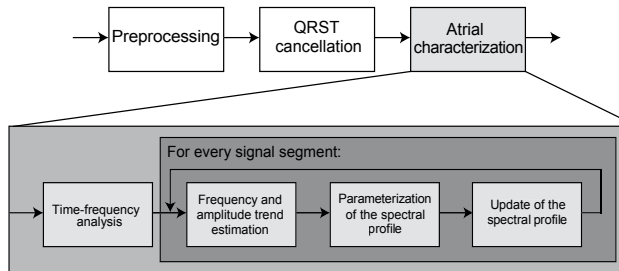 Preprocessing
QRST
cancellation
Atrial
characterization
For every signal segment:
Time-frequency
analysis
Frequency and
amplitude trend
estimation
Parameterization
of the spectral
profile
Update of the
spectral profile